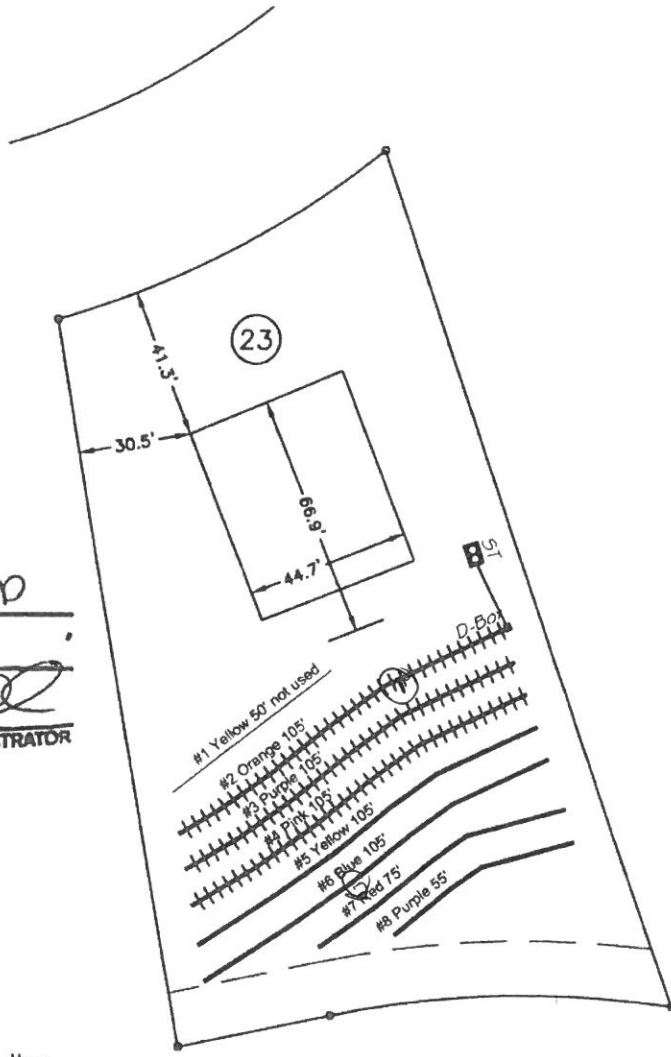 23
41.3'
30.5'
66.9'
44.7'
ST
D-Box
TRATOR
#1 Yellow 50' not used
#2 Orange 105'
#3 Purple 105'
#4 Pink 105'
#5 Yellow 105'
#6 Blue 105'
#7 Red 75'
#8 Purple 55'